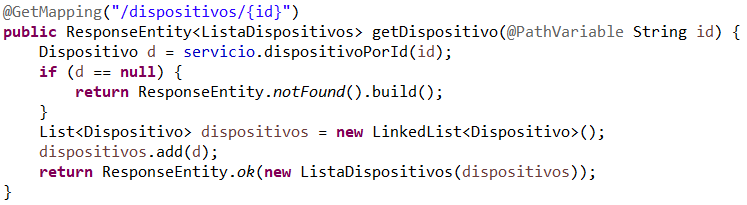 @GetMapping("/dispositivos/{id}")
public ResponseEntity<ListaDispositivos> getDispositivo(@PathVariable String id) {
    Dispositivo d = servicio.dispositivoPorId(id);
    if (d == null) {
        return ResponseEntity.notFound().build();
    }
    List<Dispositivo> dispositivos = new LinkedList<Dispositivo>();
    dispositivos.add(d);
    return ResponseEntity.ok(new ListaDispositivos(dispositivos));
}